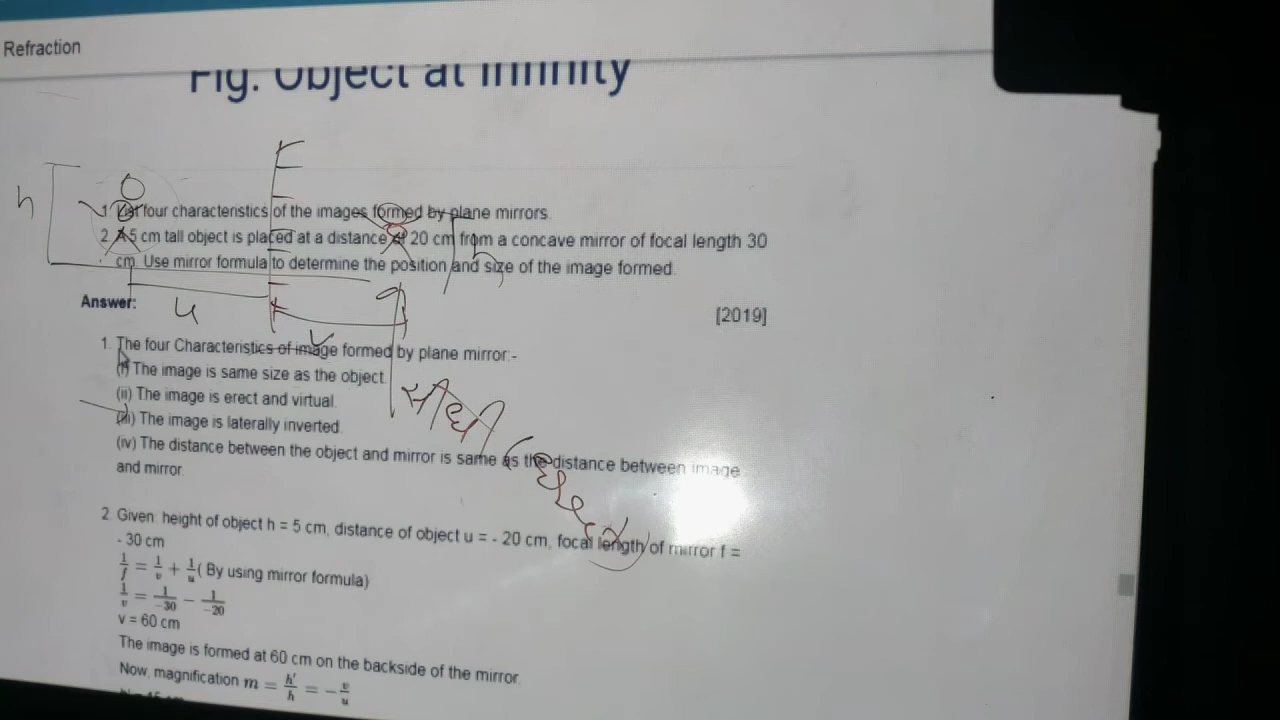 Refraction
Fig. Object at Infinity
h
O
1. List four characteristics of the images formed by plane mirrors.
2. A 5 cm tall object is placed at a distance of 20 cm from a concave mirror of focal length 30
cm. Use mirror formula to determine the position and size of the image formed.
Answer:
[2019]
u
v
h
1. The four Characteristics of image formed by plane mirror:-
(i) The image is same size as the object.
(ii) The image is erect and virtual.
(iii) The image is laterally inverted.
सीधा
(iv) The distance between the object and mirror is same as the distance between image
and mirror.
2. Given: height of object h = 5 cm, distance of object u = - 20 cm, focal length of mirror f =
- 30 cm
1/f = 1/v + 1/u ( By using mirror formula)
1/v = 1/-30 − 1/-20
v = 60 cm
The image is formed at 60 cm on the backside of the mirror.
Now, magnification m = h'/h = − v/u